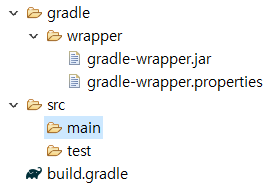 gradle
wrapper
gradle-wrapper.jar
gradle-wrapper.properties
src
main
test
build.gradle